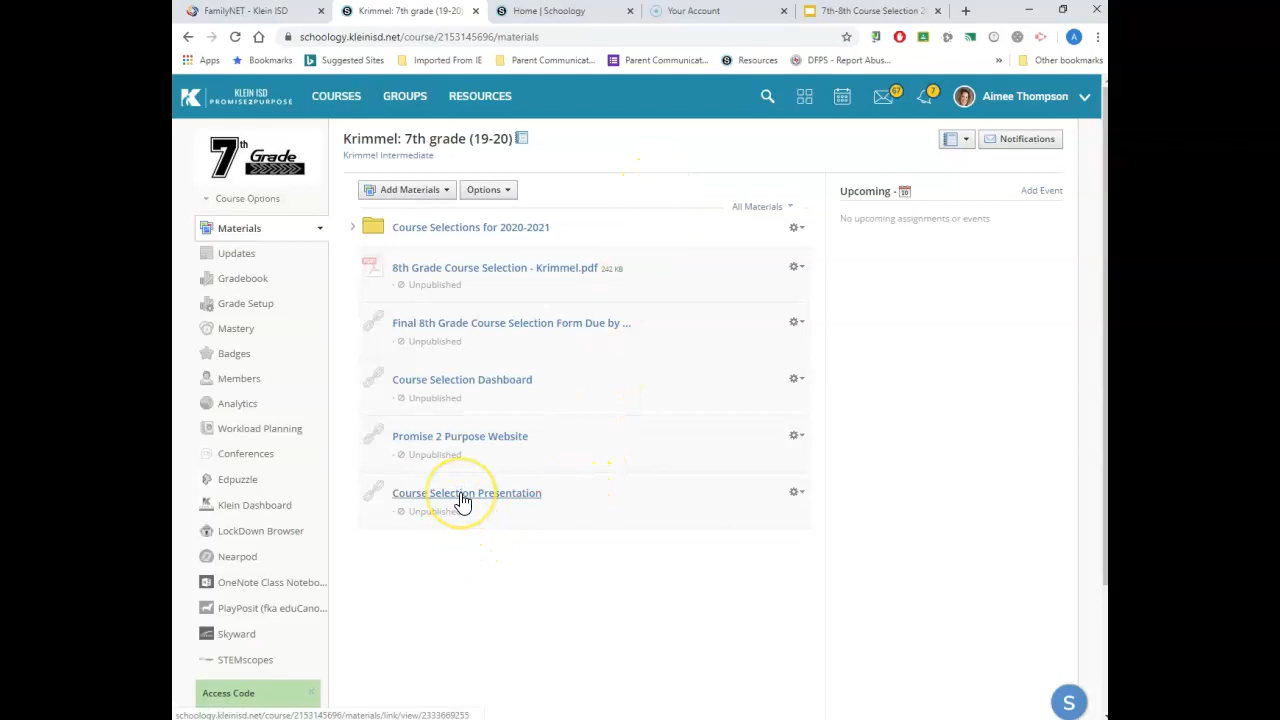 FamilyNET - Klein ISD
Krimmel: 7th grade (19-20)
Home | Schoology
Your Account
7th-8th Course Selection 2
schoology.kleinisd.net/course/2153145696/materials
Apps
Bookmarks
Suggested Sites
Imported From IE
Parent Communicat...
Parent Communicat...
Resources
DFPS - Report Abus...
»
Other bookmarks
KLEIN ISD
PROMISE2PURPOSE
COURSES
GROUPS
RESOURCES
67
7
Aimee Thompson
7th Grade
Krimmel: 7th grade (19-20)
Krimmel Intermediate
Notifications
Course Options
Add Materials
Options
All Materials
Upcoming - 10
Add Event
No upcoming assignments or events
Materials
Updates
Gradebook
Grade Setup
Mastery
Badges
Members
Analytics
Workload Planning
Conferences
Edpuzzle
Klein Dashboard
LockDown Browser
Nearpod
OneNote Class Notebo...
PlayPosit (fka eduCano...
Skyward
STEMscopes
Access Code
Course Selections for 2020-2021
8th Grade Course Selection - Krimmel.pdf 242 KB
· Unpublished
Final 8th Grade Course Selection Form Due by ...
· Unpublished
Course Selection Dashboard
· Unpublished
Promise 2 Purpose Website
· Unpublished
Course Selection Presentation
· Unpublished
S
schoology.kleinisd.net/course/2153145696/materials/link/view/2333669255